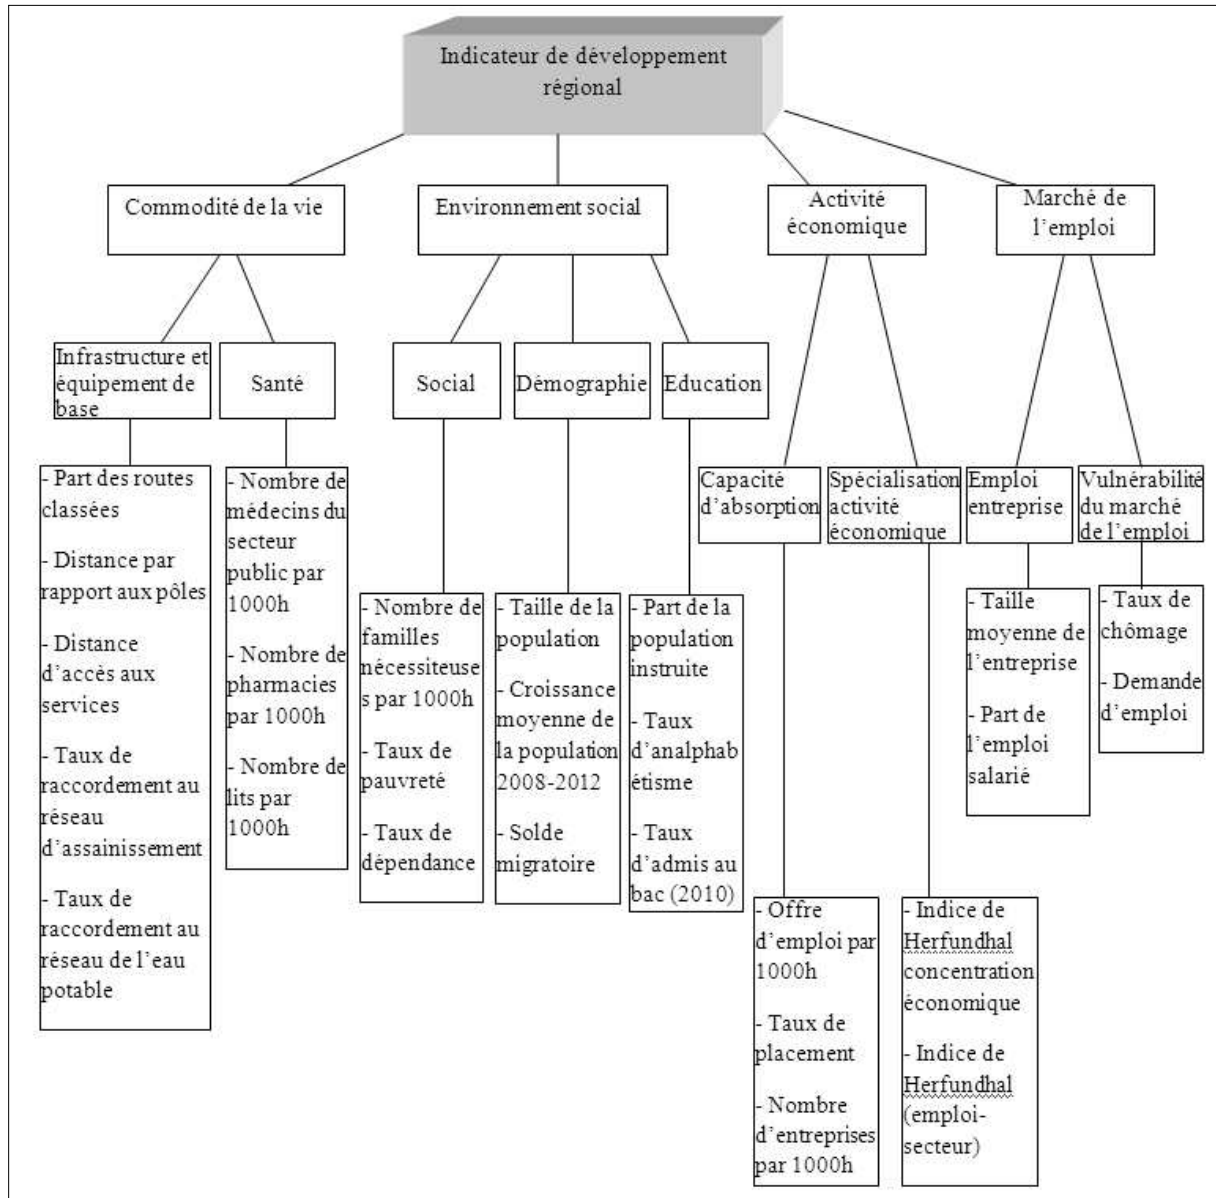 Indicateur de développement
régional
Commodité de la vie
Environnement social
Activité
économique
Marché de
l'emploi
Infrastructure et
équipement de
base
Santé
Social
Démographie
Education
Capacité
d'absorption
Spécialisation
activité
économique
Emploi
entreprise
Vulnérabilité
du marché
de l'emploi
- Part des routes
classées
- Distance par
rapport aux pôles
- Distance
d'accès aux
services
- Taux de
raccordement au
réseau
d'assainissement
- Taux de
raccordement au
réseau de l'eau
potable
- Nombre de
médecins du
secteur
public par
1000h
- Nombre de
pharmacies
par 1000h
- Nombre de
lits par
1000h
- Nombre de
familles
nécessiteuse
s par 1000h
- Taux de
pauvreté
- Taux de
dépendance
- Taille de la
population
- Croissance
moyenne de
la population
2008-2012
- Solde
migratoire
- Part de la
population
instruite
- Taux
d'analphab
étisme
- Taux
d'admis au
bac (2010)
- Offre
d'emploi par
1000h
- Taux de
placement
- Nombre
d'entreprises
par 1000h
- Indice de
Herfundhal
concentration
économique
- Indice de
Herfundhal
(emploi-
secteur)
- Taille
moyenne de
l'entreprise
- Part de
l'emploi
salarié
- Taux de
chômage
- Demande
d'emploi